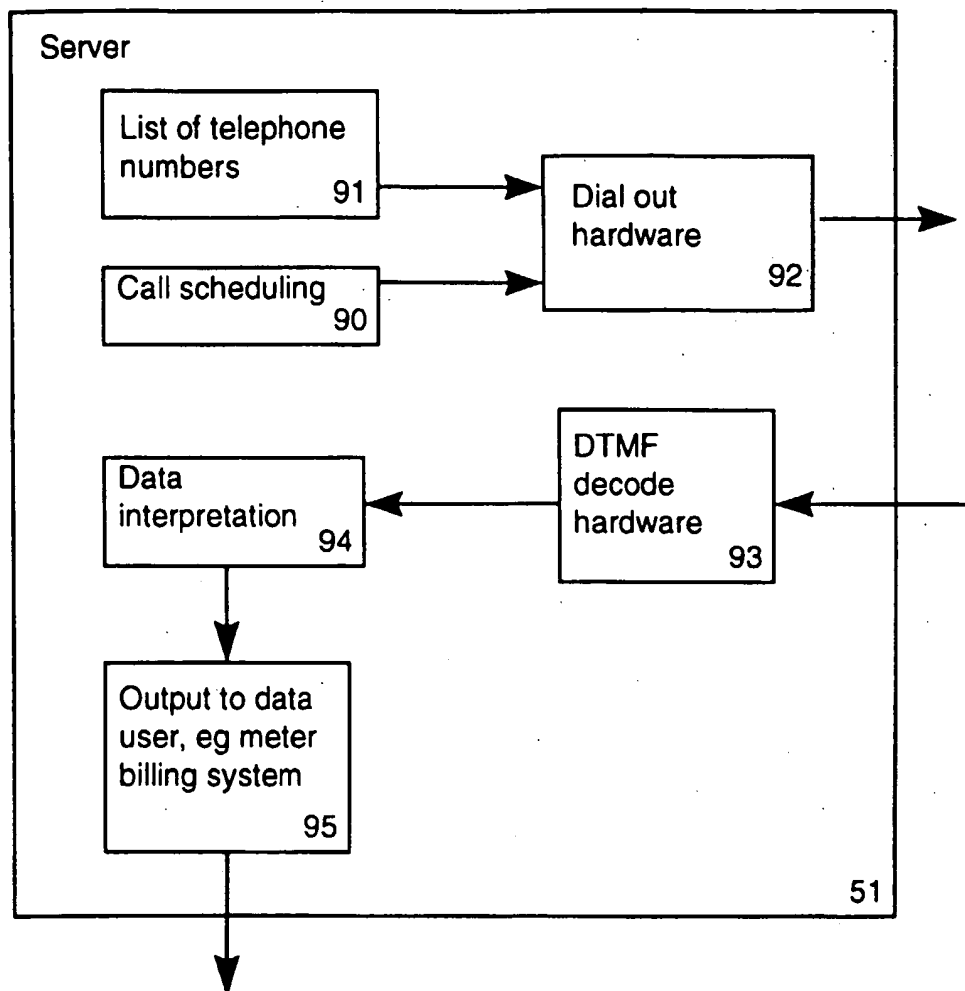 Server
List of telephone
numbers
91
Dial out
hardware
92
Call scheduling
90
DTMF
decode
hardware
93
Data
interpretation
94
Output to data
user, eg meter
billing system
95
51